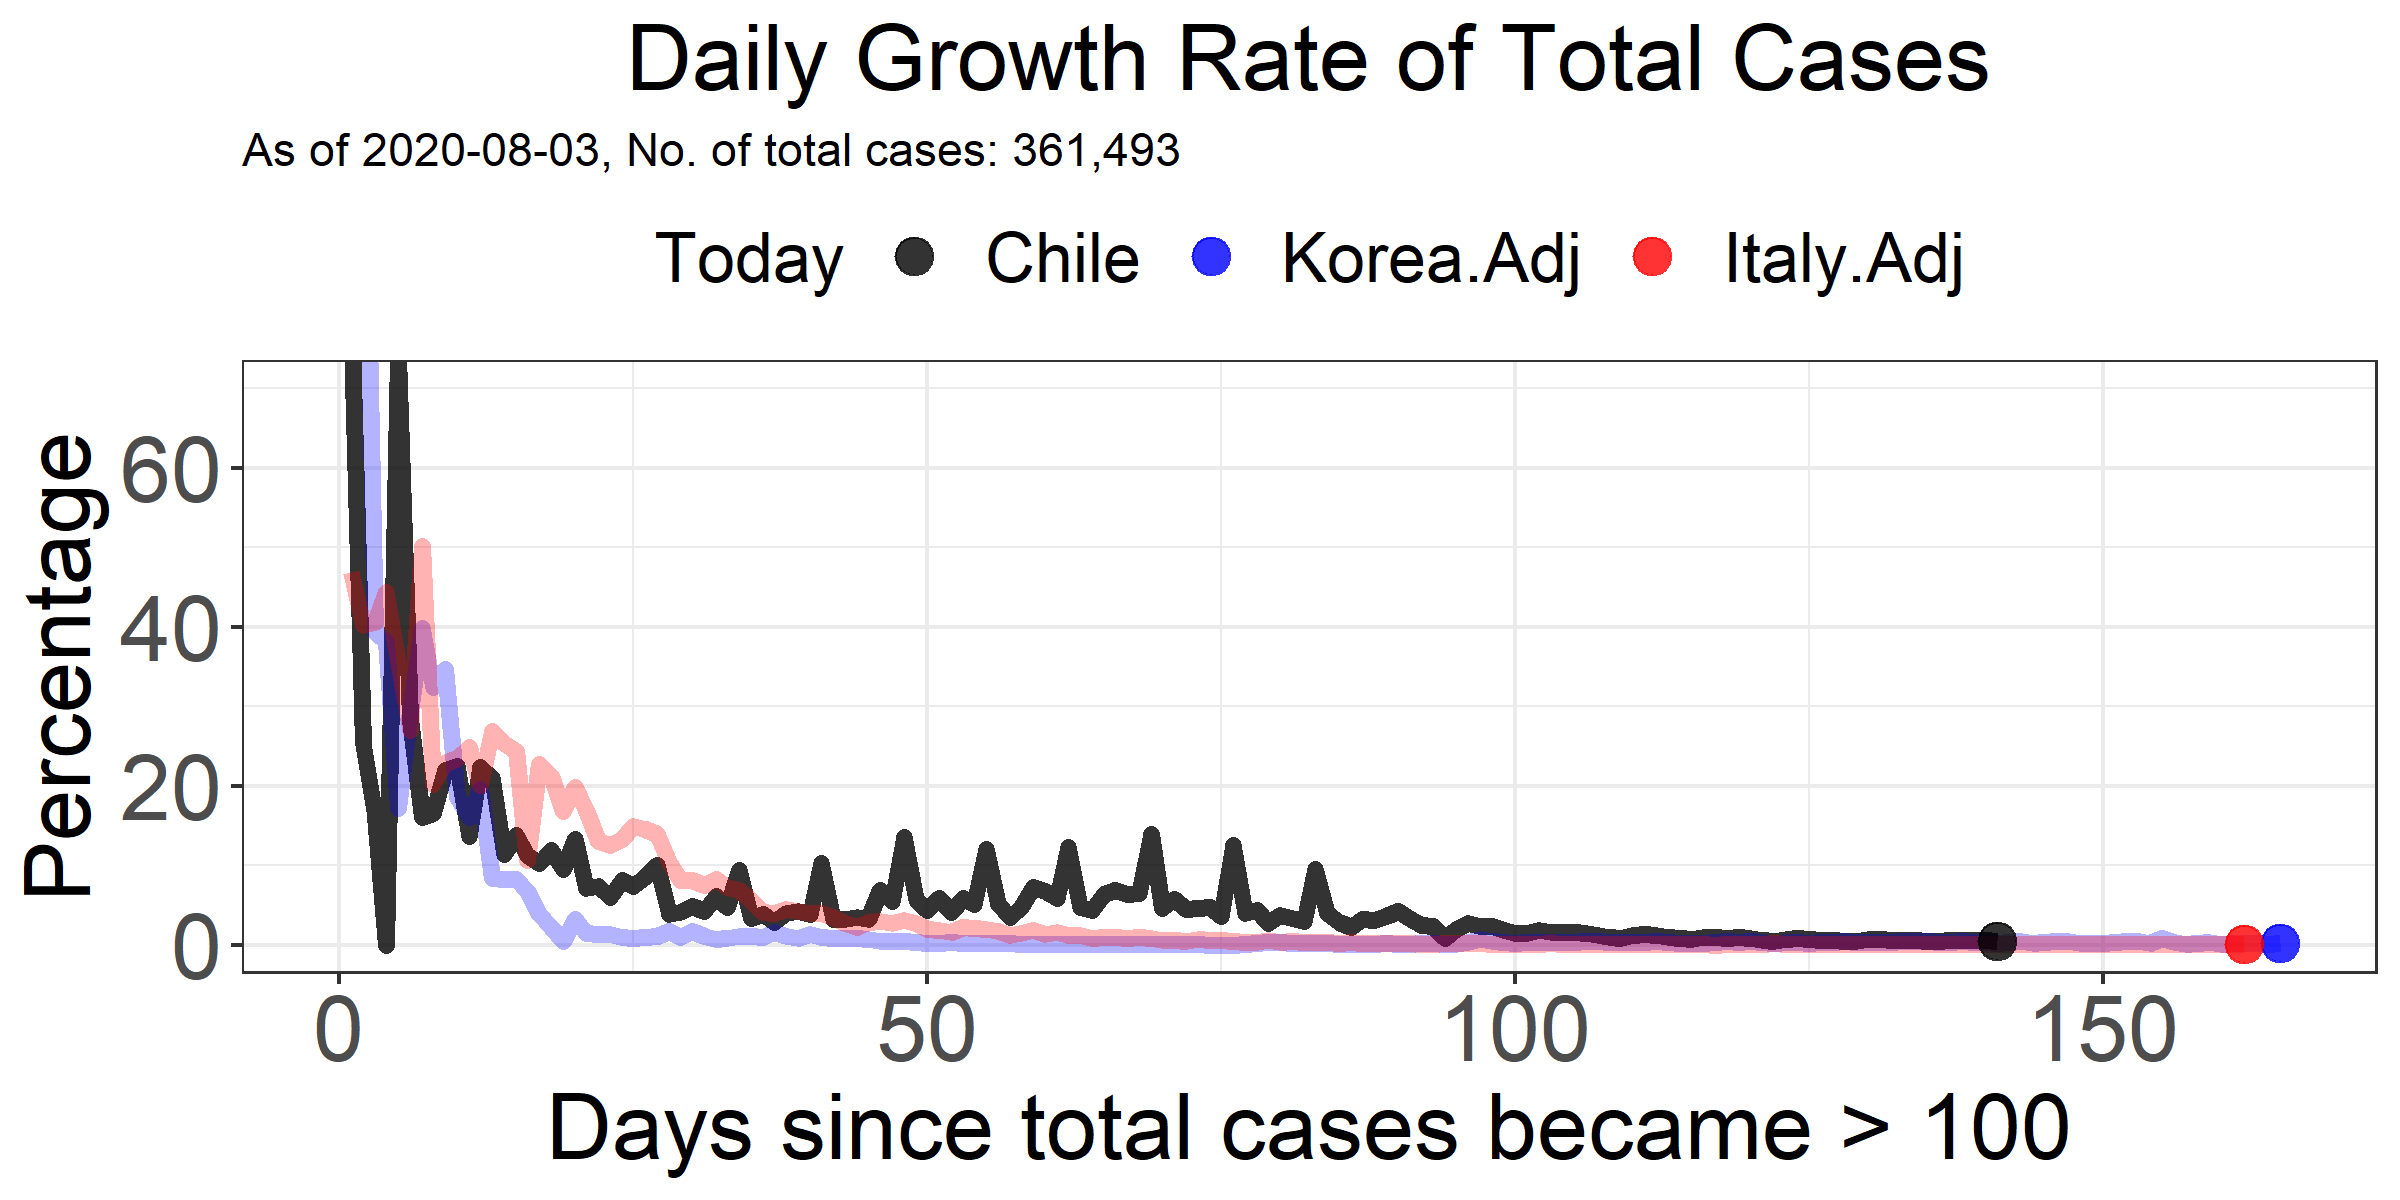 Daily Growth Rate of Total Cases
As of 2020-08-03, No. of total cases: 361,493
Today Chile Korea.Adj Italy.Adj
Percentage
60
40
20
0
0 50 100 150
Days since total cases became > 100